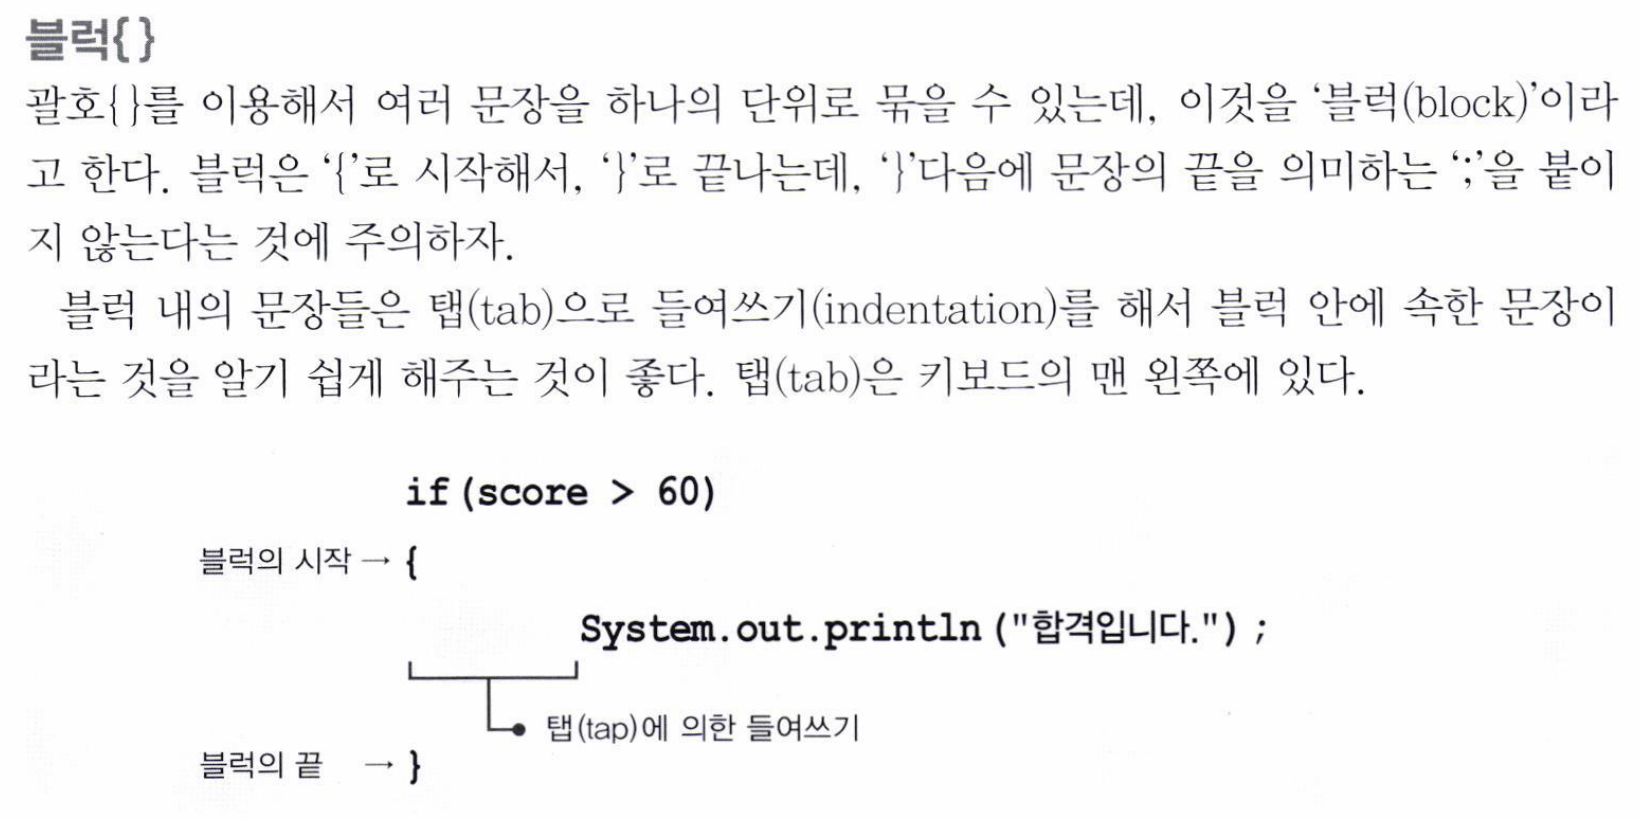 블럭{ }
괄호{ }를 이용해서 여러 문장을 하나의 단위로 묶을 수 있는데, 이것을 ‘블럭(block)’이라
고 한다. 블럭은 ‘{’로 시작해서, ‘}’로 끝나는데, ‘}’다음에 문장의 끝을 의미하는 ‘;’을 붙이
지 않는다는 것에 주의하자.
블럭 내의 문장들은 탭(tab)으로 들여쓰기(indentation)를 해서 블럭 안에 속한 문장이
라는 것을 알기 쉽게 해주는 것이 좋다. 탭(tab)은 키보드의 맨 왼쪽에 있다.
if (score > 60)
블럭의 시작 → {
System.out.println ("합격입니다.") ;
탭(tap)에 의한 들여쓰기
블럭의 끝 → }